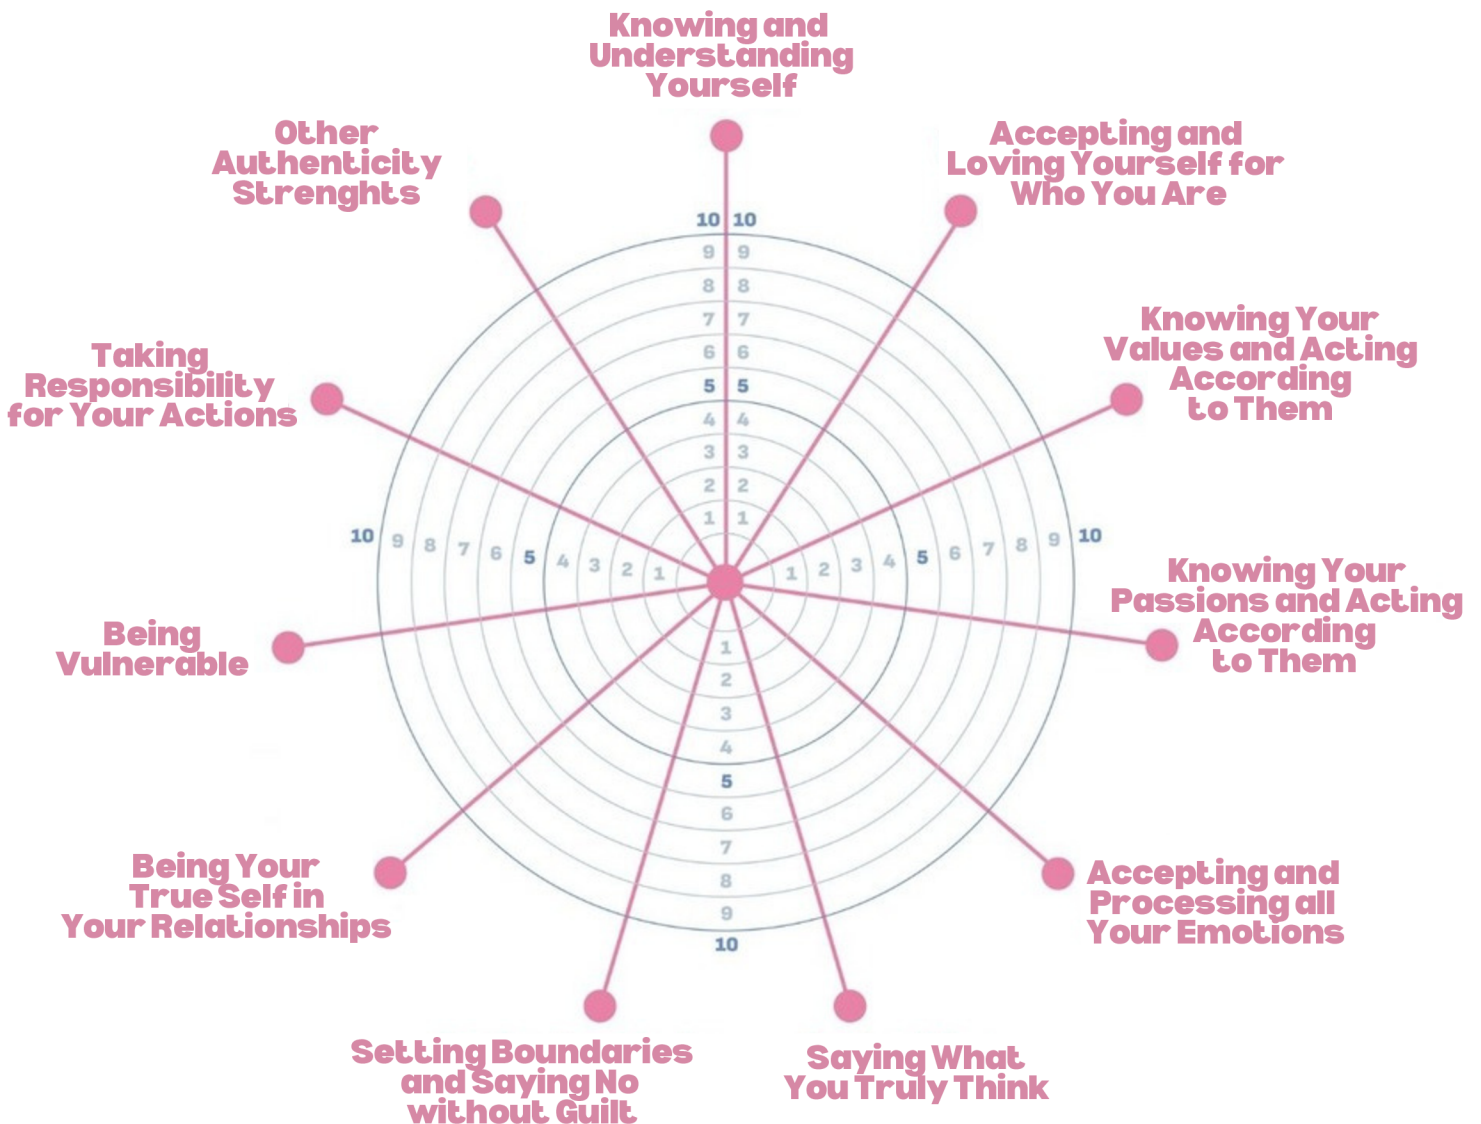 Knowing and
Understanding
Yourself
Other
Authenticity
Strenghts
Accepting and
Loving Yourself for
Who You Are
10 10
9 9
8 8
7 7
6 6
5 5
4 4
3 3
2 2
1 1
Knowing Your
Values and Acting
According
to Them
Taking
Responsibility
for Your Actions
10 9 8 7 6 5 4 3 2 1 1 2 3 4 5 6 7 8 9 10
Knowing Your
Passions and Acting
According
to Them
Being
Vulnerable
1
2
3
4
5
6
7
8
9
10
Being Your
True Self in
Your Relationships
Accepting and
Processing all
Your Emotions
Setting Boundaries
and Saying No
without Guilt
Saying What
You Truly Think